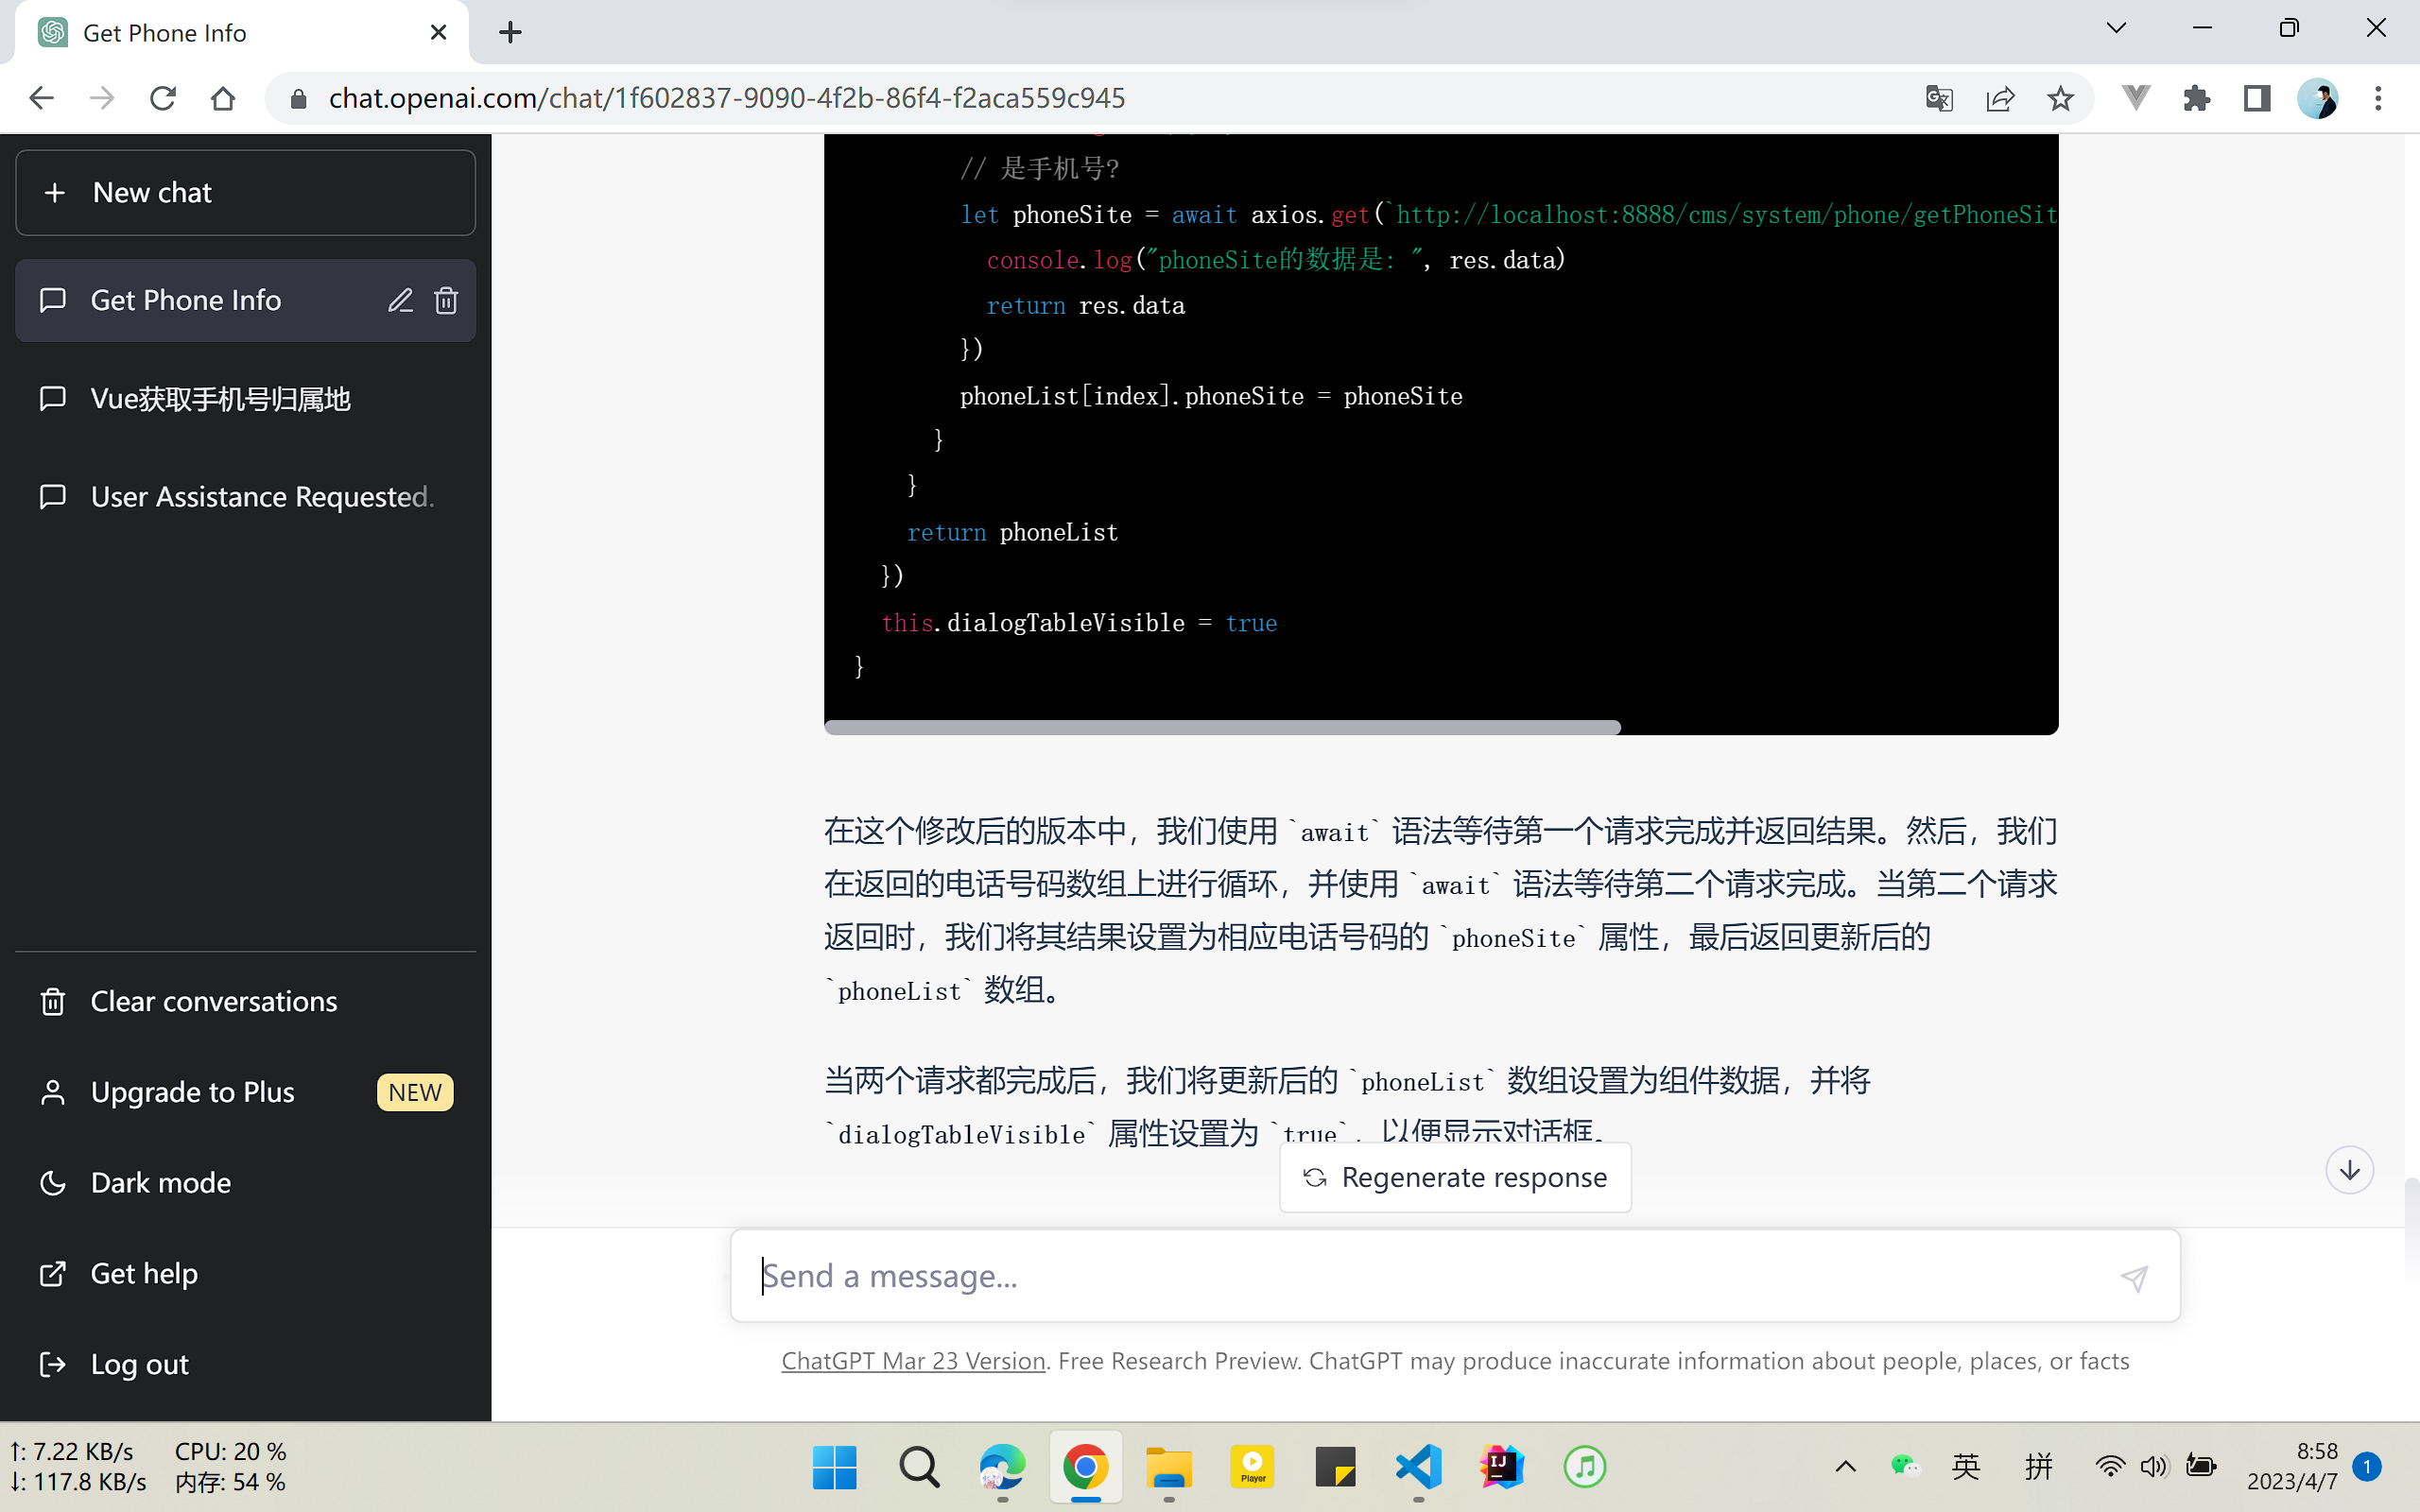 Get Phone Info
chat.openai.com/chat/1f602837-9090-4f2b-86f4-f2aca559c945
New chat
Get Phone Info
Vue获取手机号归属地
User Assistance Requested.
Clear conversations
Upgrade to Plus NEW
Dark mode
Get help
Log out
// 是手机号?
let phoneSite = await axios.get(`http://localhost:8888/cms/system/phone/getPhoneSit
console.log("phoneSite的数据是: ", res.data)
return res.data
})
phoneList[index].phoneSite = phoneSite
}
}
return phoneList
})
this.dialogTableVisible = true
}
在这个修改后的版本中，我们使用 `await` 语法等待第一个请求完成并返回结果。然后，我们
在返回的电话号码数组上进行循环，并使用 `await` 语法等待第二个请求完成。当第二个请求
返回时，我们将其结果设置为相应电话号码的 `phoneSite` 属性，最后返回更新后的
`phoneList` 数组。
当两个请求都完成后，我们将更新后的 `phoneList` 数组设置为组件数据，并将
`dialogTableVisible` 属性设置为 `true`，以便显示对话框。
Regenerate response
Send a message...
ChatGPT Mar 23 Version. Free Research Preview. ChatGPT may produce inaccurate information about people, places, or facts
↑: 7.22 KB/s CPU: 20 %
↓: 117.8 KB/s 内存: 54 %
Player
IJ
英
拼
8:58
2023/4/7
1